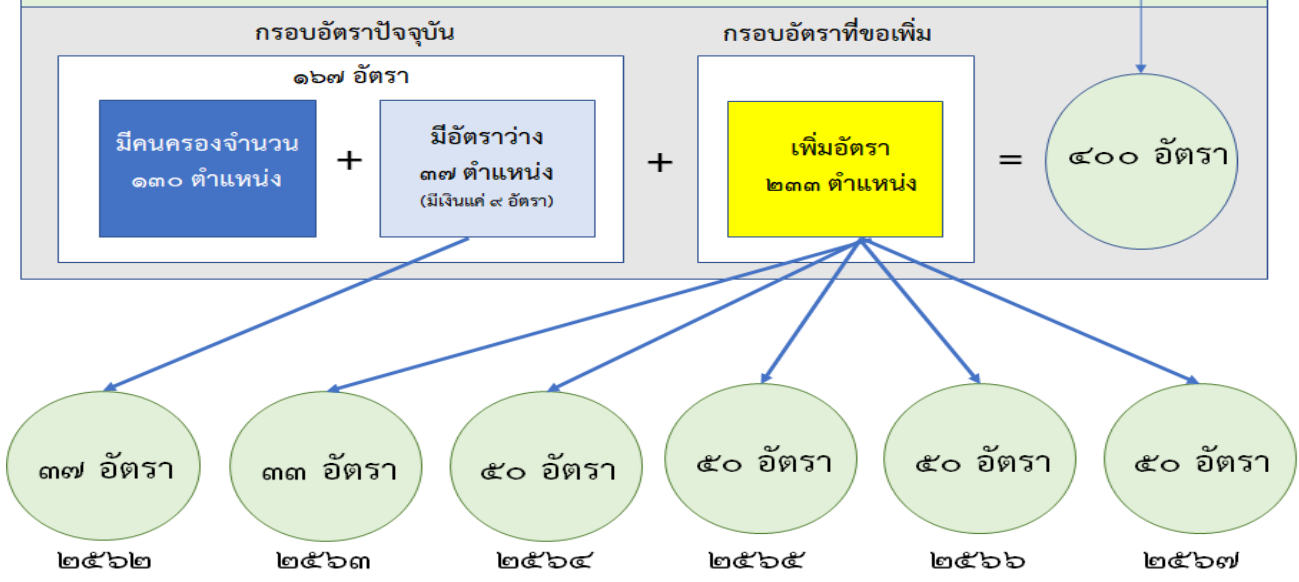 กรอบอัตราปัจจุบัน
กรอบอัตราที่ขอเพิ่ม
๑๖๗ อัตรา
มีคนครองจำนวน
๑๓๐ ตำแหน่ง
+
มีอัตราว่าง
๓๗ ตำแหน่ง
(มีเงินแค่ ๙ อัตรา)
+
เพิ่มอัตรา
๒๓๓ ตำแหน่ง
=
๔๐๐ อัตรา
๓๗ อัตรา
๓๓ อัตรา
๕๐ อัตรา
๕๐ อัตรา
๕๐ อัตรา
๕๐ อัตรา
๒๕๖๒
๒๕๖๓
๒๕๖๔
๒๕๖๕
๒๕๖๖
๒๕๖๗